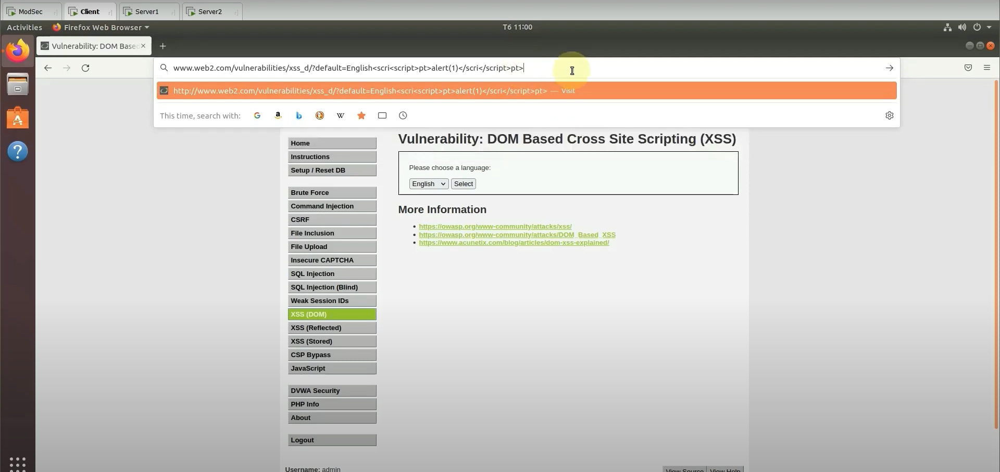 ModSec
Client
Server1
Server2
Activities
Firefox Web Browser
T6 11:00
Vulnerability: DOM Based
www.web2.com/vulnerabilities/xss_d/?default=English<scri<script>pt>alert(1)</scri</script>pt>
http://www.web2.com/vulnerabilities/xss_d/?default=English<scri<script>pt>alert(1)</scri</script>pt> — Visit
This time, search with:
Home
Instructions
Setup / Reset DB
Brute Force
Command Injection
CSRF
File Inclusion
File Upload
Insecure CAPTCHA
SQL Injection
SQL Injection (Blind)
Weak Session IDs
XSS (DOM)
XSS (Reflected)
XSS (Stored)
CSP Bypass
JavaScript
DVWA Security
PHP Info
About
Logout
Vulnerability: DOM Based Cross Site Scripting (XSS)
Please choose a language:
English
Select
More Information
https://owasp.org/www-community/attacks/xss/
https://owasp.org/www-community/attacks/DOM_Based_XSS
https://www.acunetix.com/blog/articles/dom-xss-explained/
Username: admin
View Source
View Help